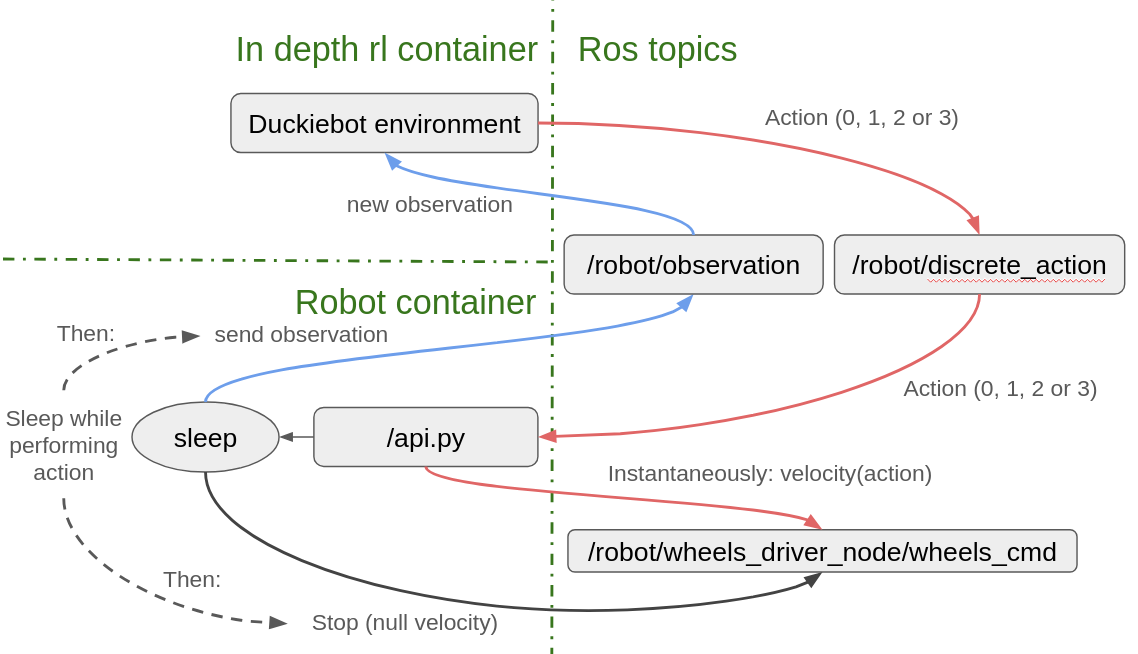 In depth rl container
Ros topics
Duckiebot environment
Action (0, 1, 2 or 3)
new observation
/robot/observation
/robot/discrete_action
Robot container
Then:
send observation
Action (0, 1, 2 or 3)
Sleep while
performing
action
sleep
/api.py
Instantaneously: velocity(action)
/robot/wheels_driver_node/wheels_cmd
Then:
Stop (null velocity)